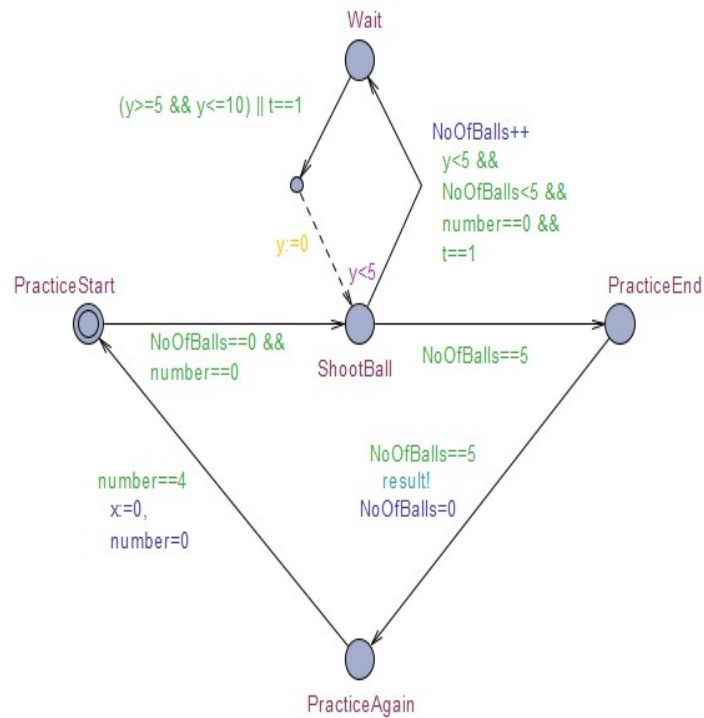 Wait
(y>=5 && y<=10) || t==1
NoOfBalls++
y<5 &&
NoOfBalls<5 &&
number==0 &&
t==1
y:=0
y<5
PracticeStart
PracticeEnd
NoOfBalls==0 &&
number==0
ShootBall
NoOfBalls==5
NoOfBalls==5
result!
NoOfBalls=0
number==4
x:=0,
number=0
PracticeAgain